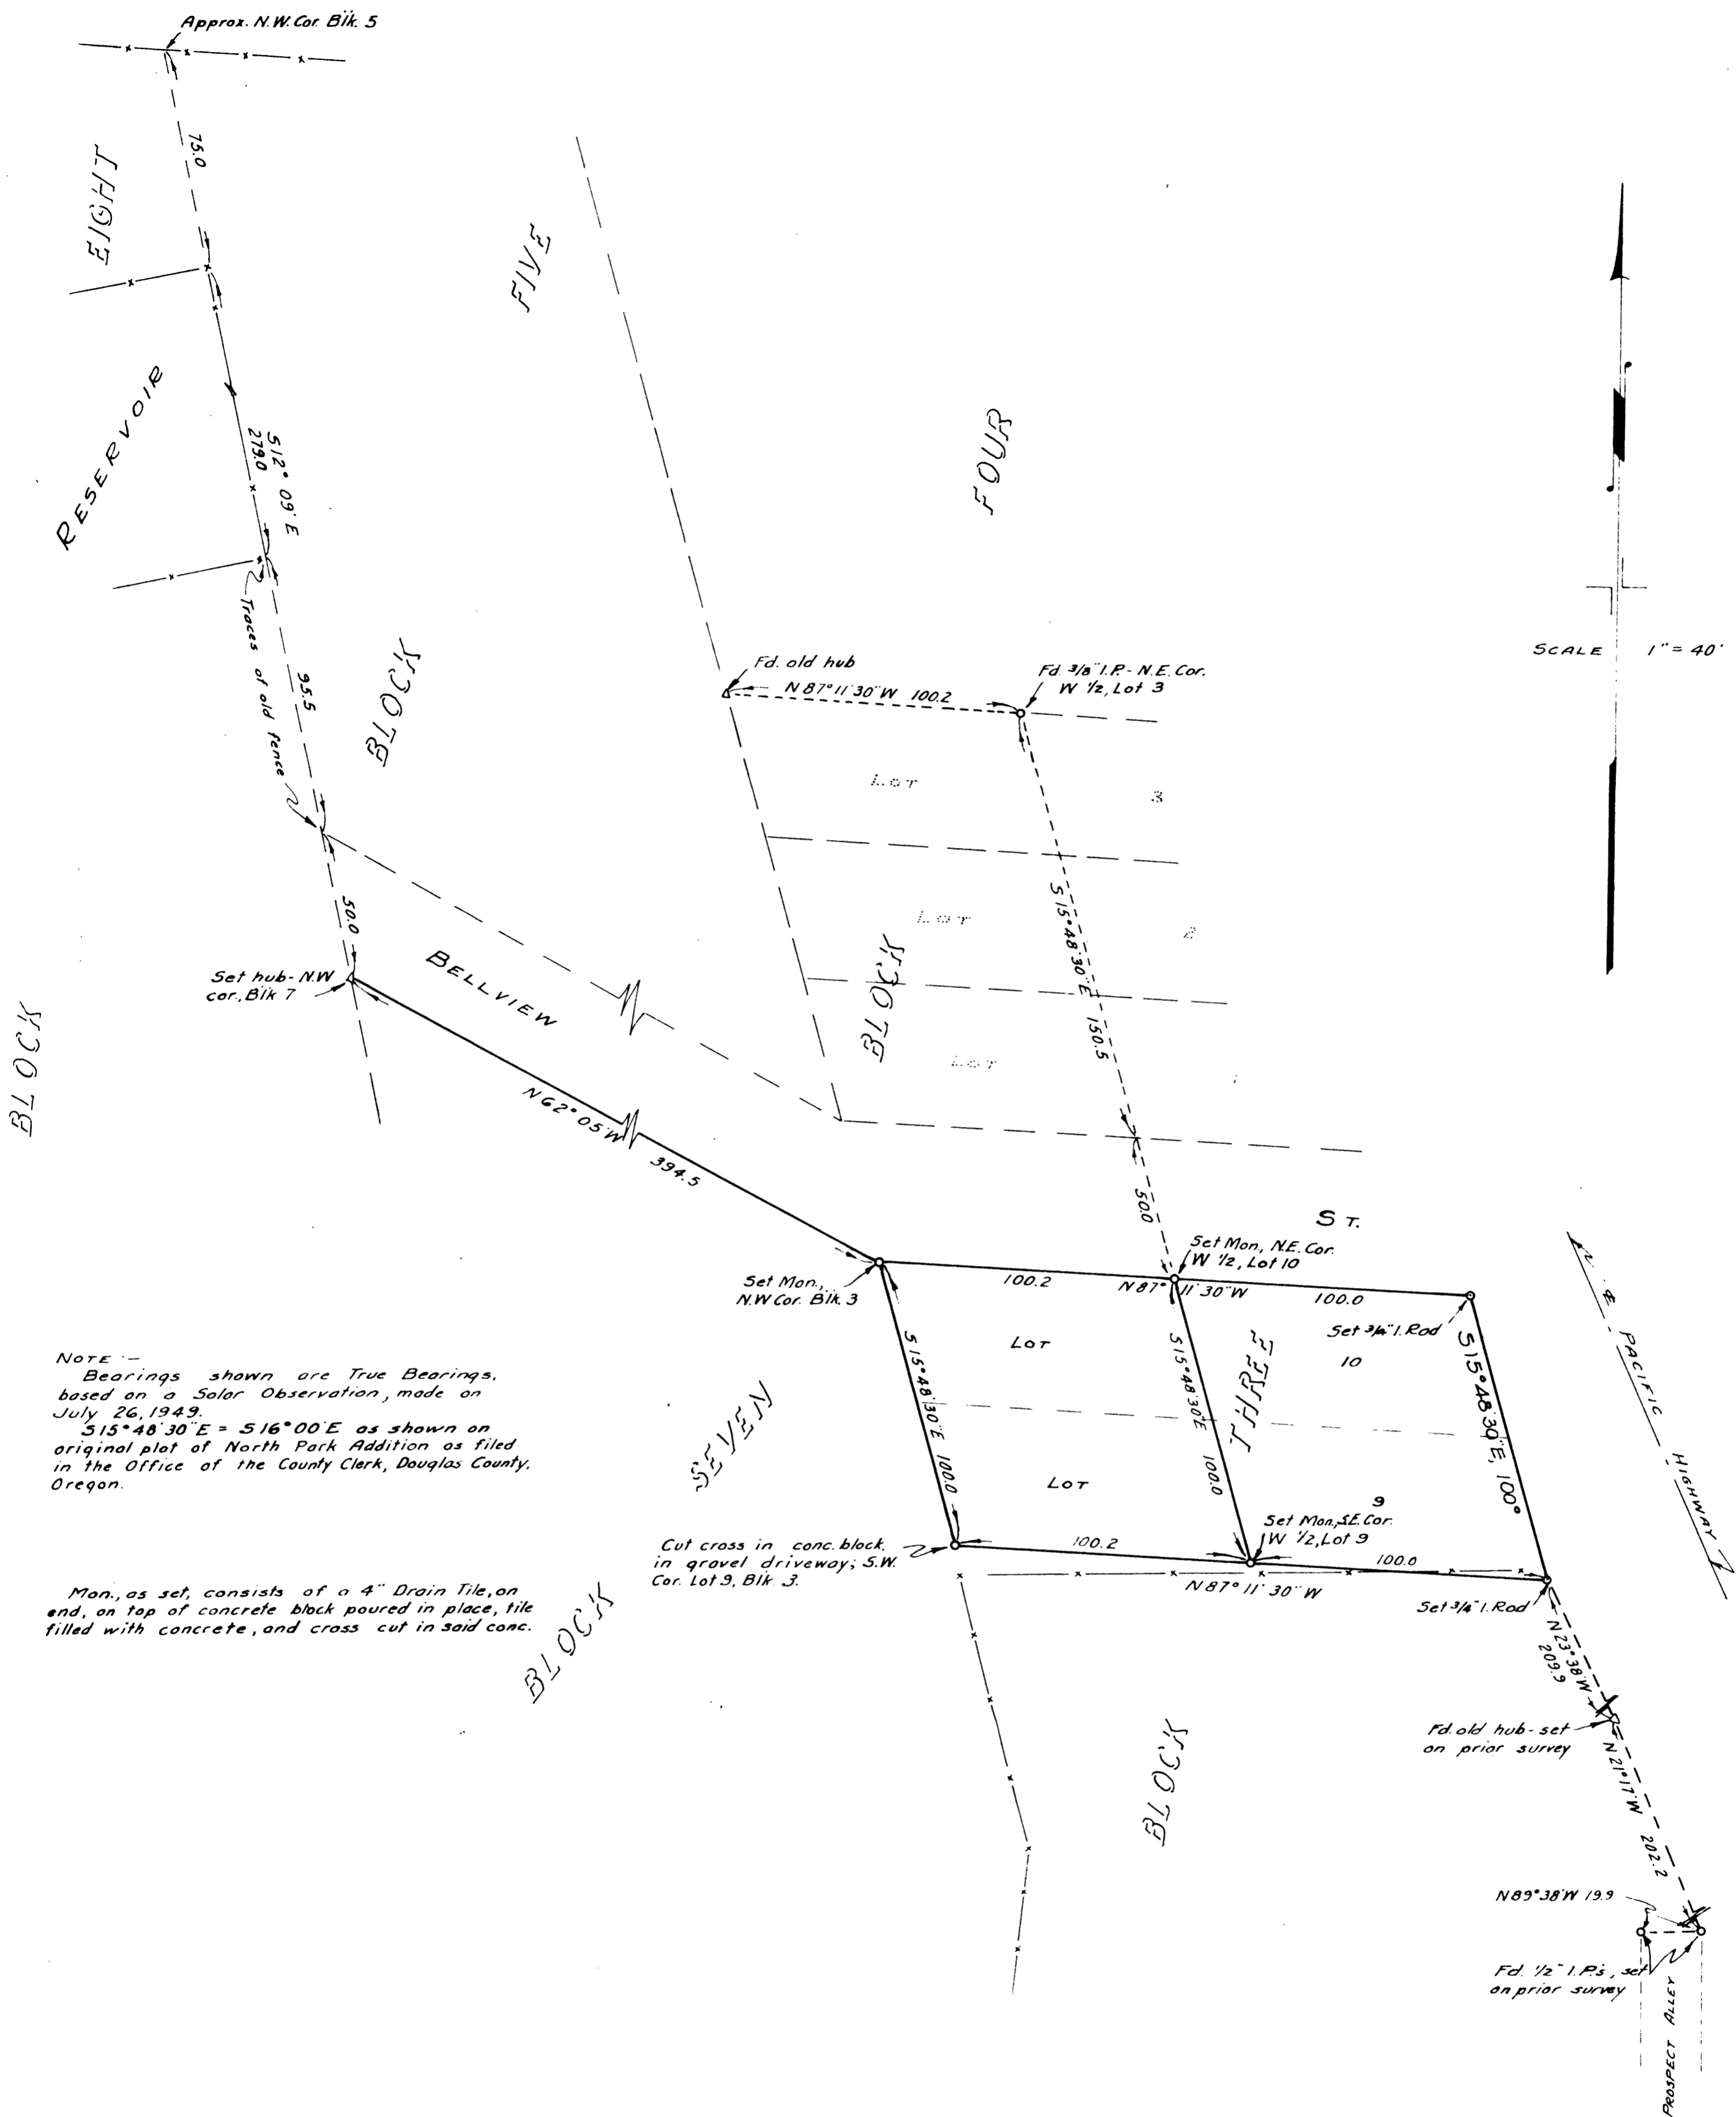 Approx. N.W. Cor. Blk. 5
75.0
EIGHT
FIVE
RESERVOIR
S 12° 09' E
279.0
FOUR
SCALE 1" = 40'
Traces of old fence
95.5
BLOCK
Fd. old hub
N 87° 11' 30" W 100.2
Fd. 3/8" I.P. - N.E. Cor.
W 1/2, Lot 3
LOT 3
S 15° 48' 30" E 150.5
LOT 2
BLOCK
LOT 1
50.0
Set hub - N.W
cor., Blk 7
BELLVIEW
ST.
BLOCK
N 62° 05' W
394.5
50.0
Set Mon., N.E. Cor.
W 1/2, Lot 10
Set Mon.,
N.W Cor. Blk. 3
100.2
N 87° 11' 30" W
100.0
Set 3/4" I. Rod
℄ PACIFIC HIGHWAY
LOT
10
S 15° 48' 30" E 100.0
S 15° 48' 30" E
100.0
THREE
S 15° 48' 30" E, 100°
NOTE :-
Bearings shown are True Bearings,
based on a Solar Observation, made on
July 26, 1949.
S 15° 48' 30" E = S 16° 00' E as shown on
original plat of North Park Addition as filed
in the Office of the County Clerk, Douglas County,
Oregon.
SEVEN
LOT
9
Set Mon., S.E. Cor.
W 1/2, Lot 9
Cut cross in conc. block,
in gravel driveway; S.W.
Cor. Lot 9, Blk. 3.
100.2
100.0
N 87° 11' 30" W
Set 3/4" I. Rod
Mon., as set, consists of a 4" Drain Tile, on
end, on top of concrete block poured in place, tile
filled with concrete, and cross cut in said conc.
BLOCK
N 23° 38' W
209.9
BLOCK
Fd. old hub - set
on prior survey
N 21° 17' W 202.2
N 89° 38' W 19.9
Fd. 1/2" I.P.'s, set
on prior survey
PROSPECT ALLEY